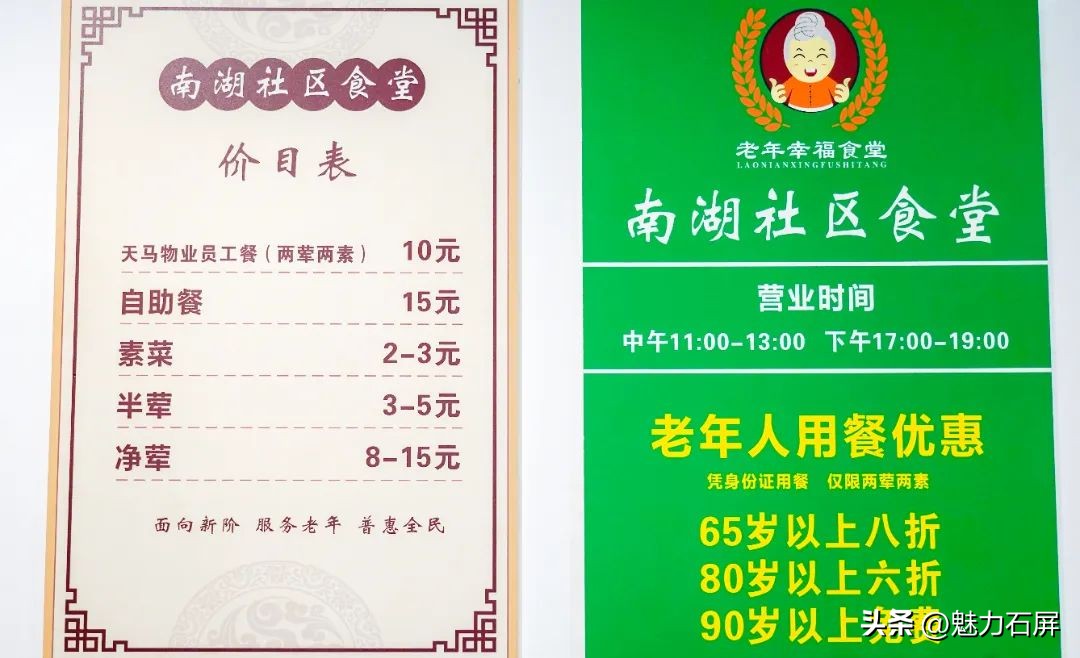 南湖社区食堂
价目表
天马物业员工餐（两荤两素） 10元
自助餐 15元
素菜 2-3元
半荤 3-5元
净荤 8-15元
面向新阶 服务老年 普惠全民
老年幸福食堂
LAONIANXINGFUSHITANG
南湖社区食堂
营业时间
中午11:00-13:00 下午17:00-19:00
老年人用餐优惠
凭身份证用餐 仅限两荤两素
65岁以上八折
80岁以上六折
90岁以上免费
头条 @魅力石屏